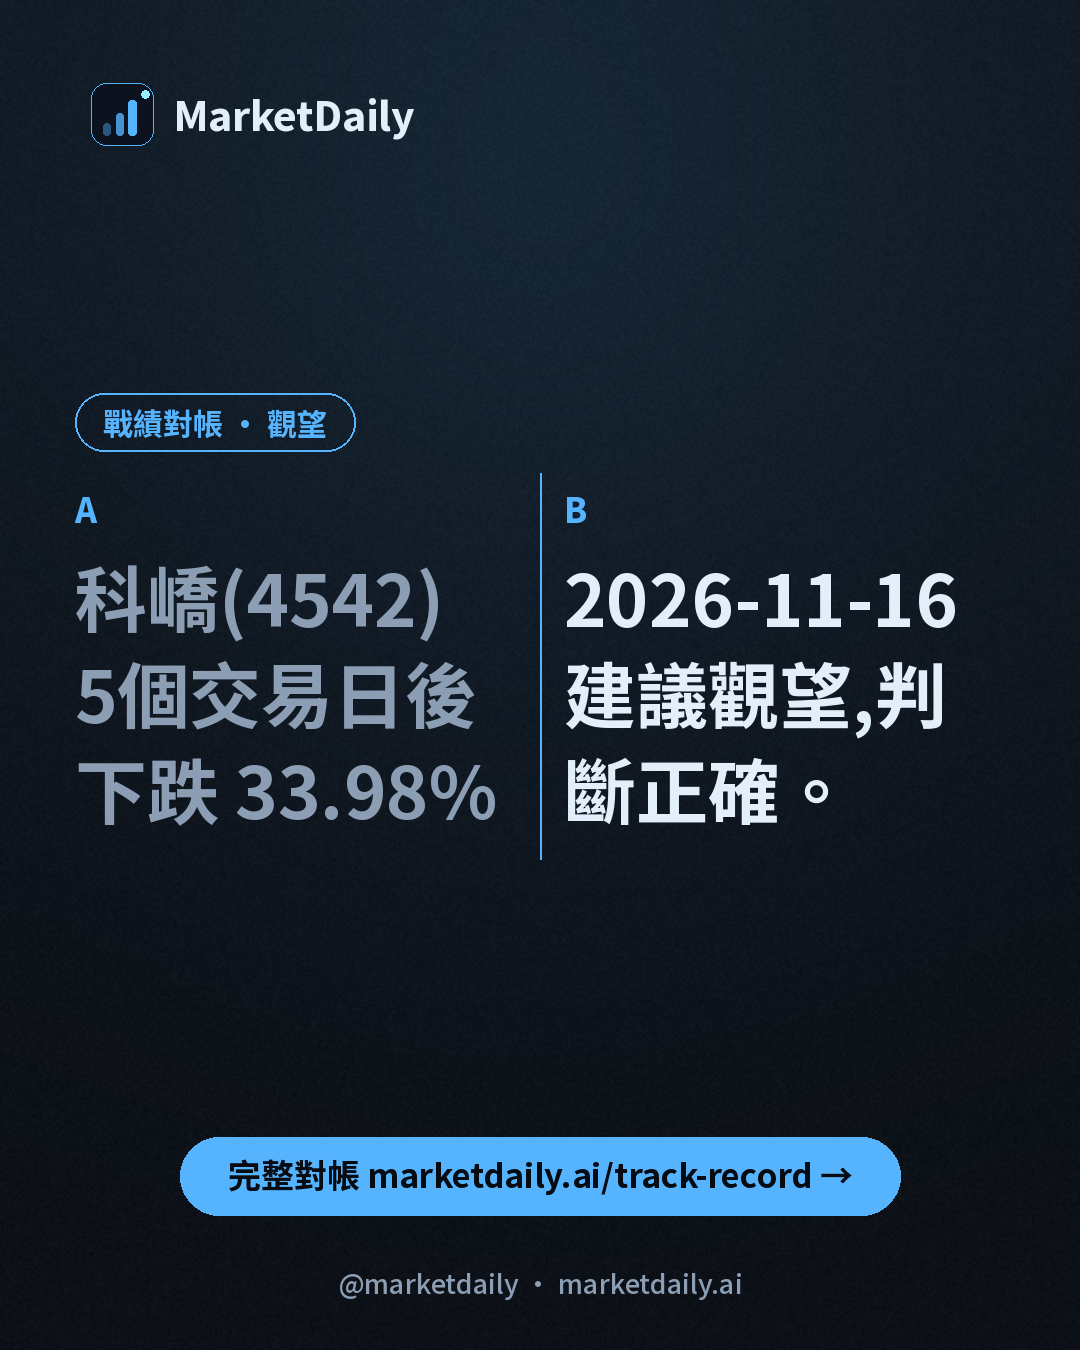 MarketDaily
戰績對帳 · 觀望
A
科嶠(4542)
5個交易日後
下跌 33.98%
B
2026-11-16
建議觀望,判
斷正確。
完整對帳 marketdaily.ai/track-record →
@marketdaily · marketdaily.ai